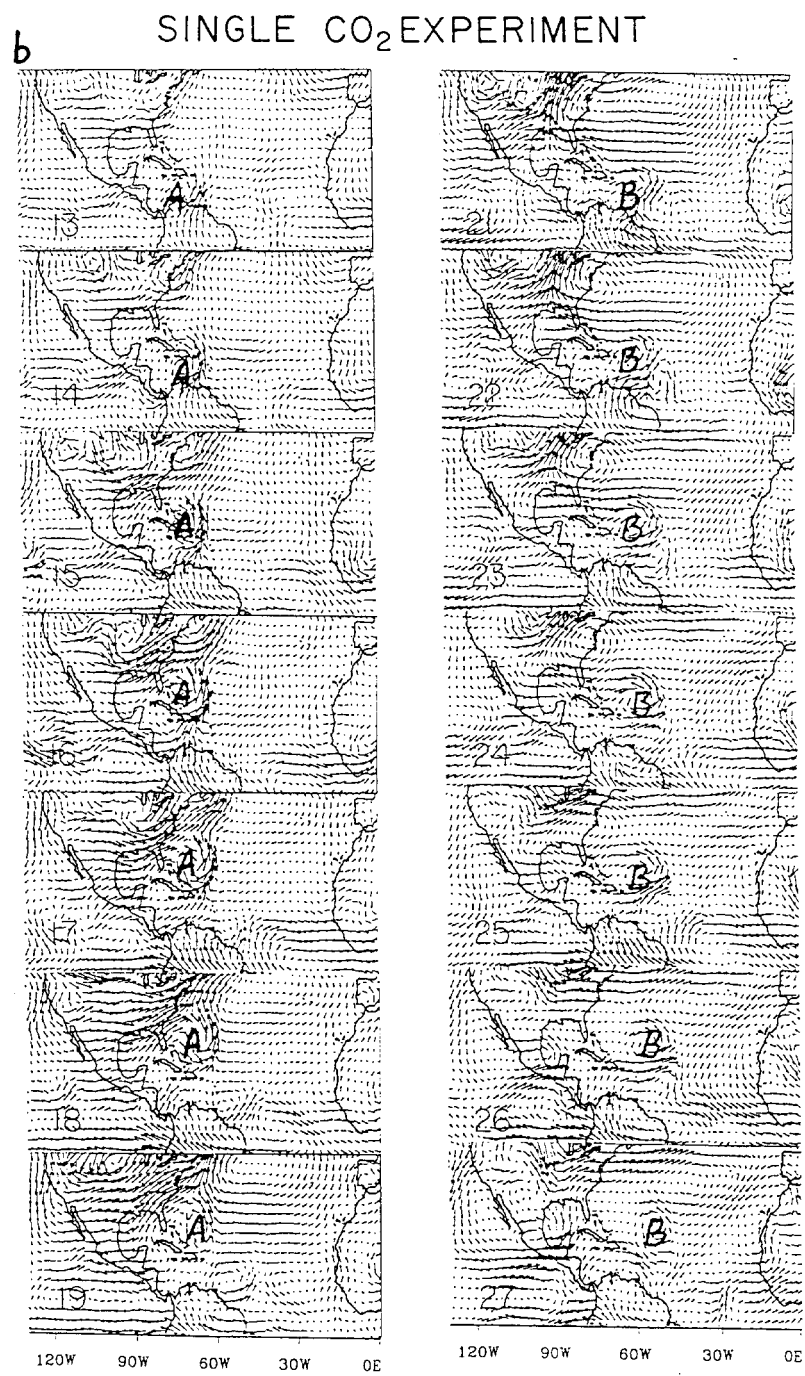 b
SINGLE CO2 EXPERIMENT
A
13
A
14
A
15
A
16
A
17
A
18
A
19
120W 90W 60W 30W 0E
B
21
B
22
B
23
B
24
B
25
B
26
B
27
120W 90W 60W 30W 0E